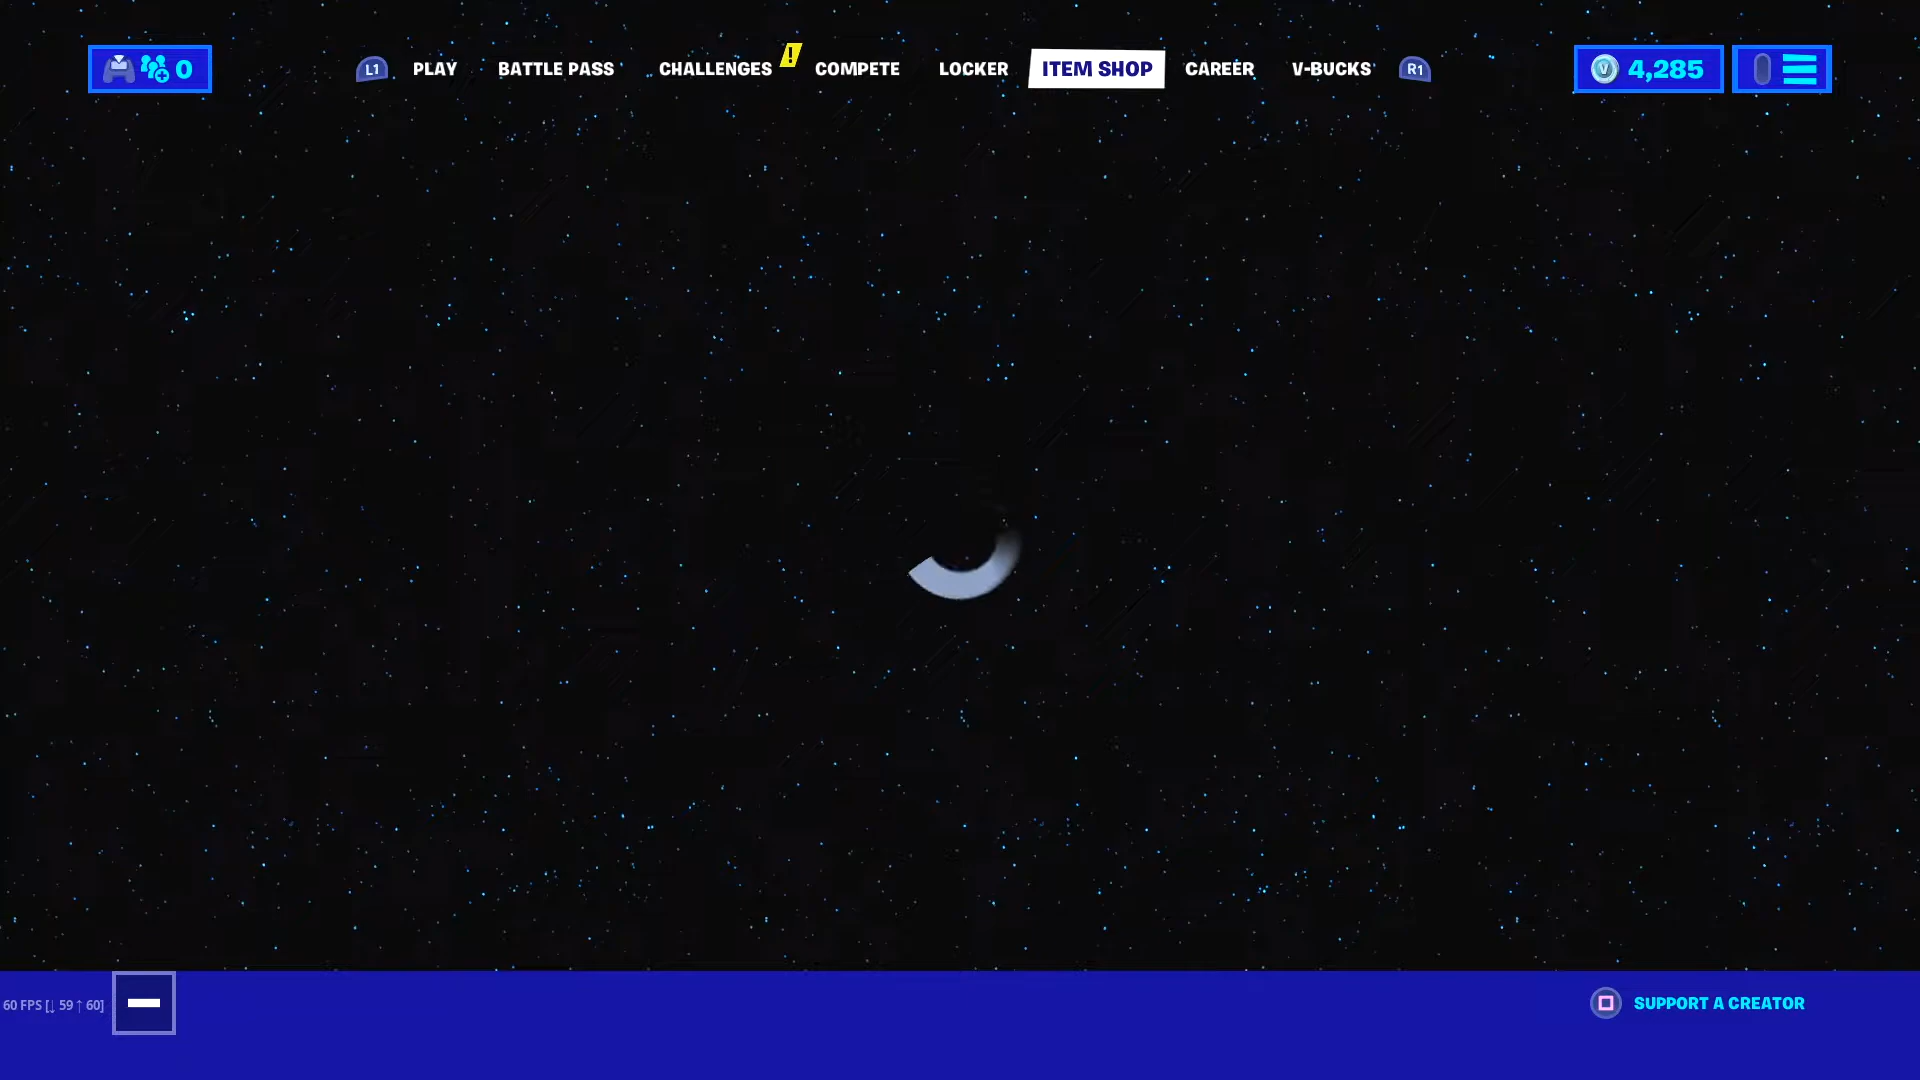 0
L1
PLAY
BATTLE PASS
CHALLENGES
!
COMPETE
LOCKER
ITEM SHOP
CAREER
V-BUCKS
R1
V
4,285
60 FPS [↓ 59 ↑ 60]
SUPPORT A CREATOR